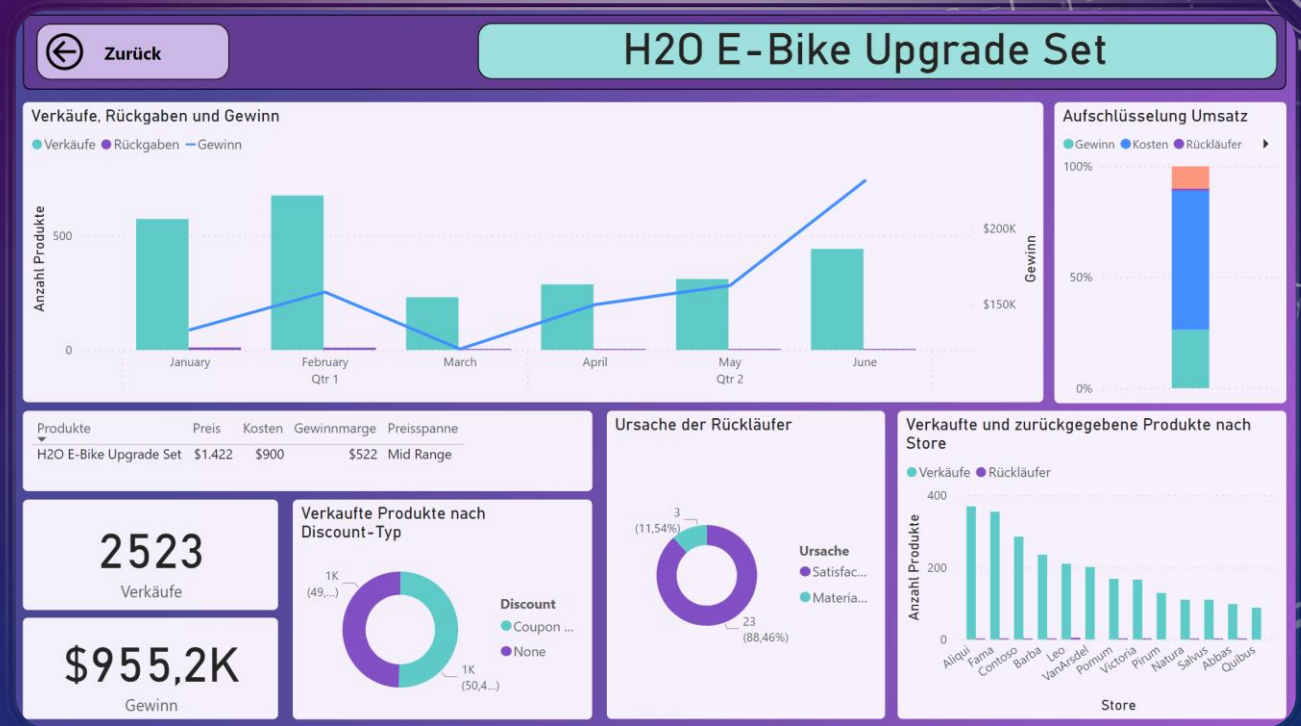 Zurück
H2O E-Bike Upgrade Set
Verkäufe, Rückgaben und Gewinn
Verkäufe Rückgaben Gewinn
Anzahl Produkte
500
0
$200K
$150K
Gewinn
January February March April May June
Qtr 1 Qtr 2
Aufschlüsselung Umsatz
Gewinn Kosten Rückläufer
100%
50%
0%
Produkte Preis Kosten Gewinnmarge Preisspanne
H2O E-Bike Upgrade Set $1.422 $900 $522 Mid Range
2523
Verkäufe
$955,2K
Gewinn
Verkaufte Produkte nach
Discount-Typ
1K
(49,...)
1K
(50,4...)
Discount
Coupon ...
None
Ursache der Rückläufer
3
(11,54%)
23
(88,46%)
Ursache
Satisfac...
Materia...
Verkaufte und zurückgegebene Produkte nach
Store
Verkäufe Rückläufer
Anzahl Produkte
400
200
0
Aliqui Fama Contoso Barba Leo VanArsdel Pomum Victoria Pirum Natura Salvus Abbas Quibus
Store